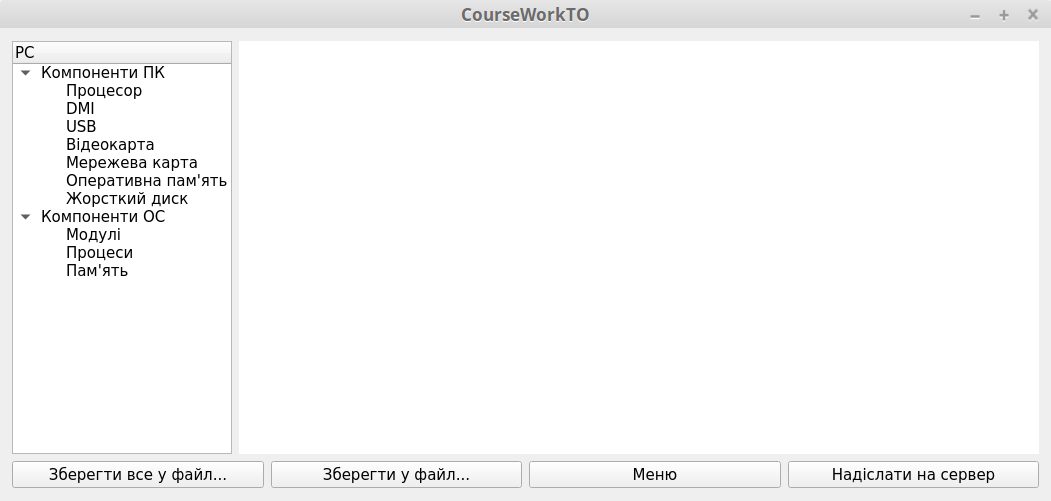 CourseWorkTO
PC
Компоненти ПК
Процесор
DMI
USB
Відеокарта
Мережева карта
Оперативна пам'ять
Жорсткий диск
Компоненти ОС
Модулі
Процеси
Пам'ять
Зберегти все у файл...
Зберегти у файл...
Меню
Надіслати на сервер